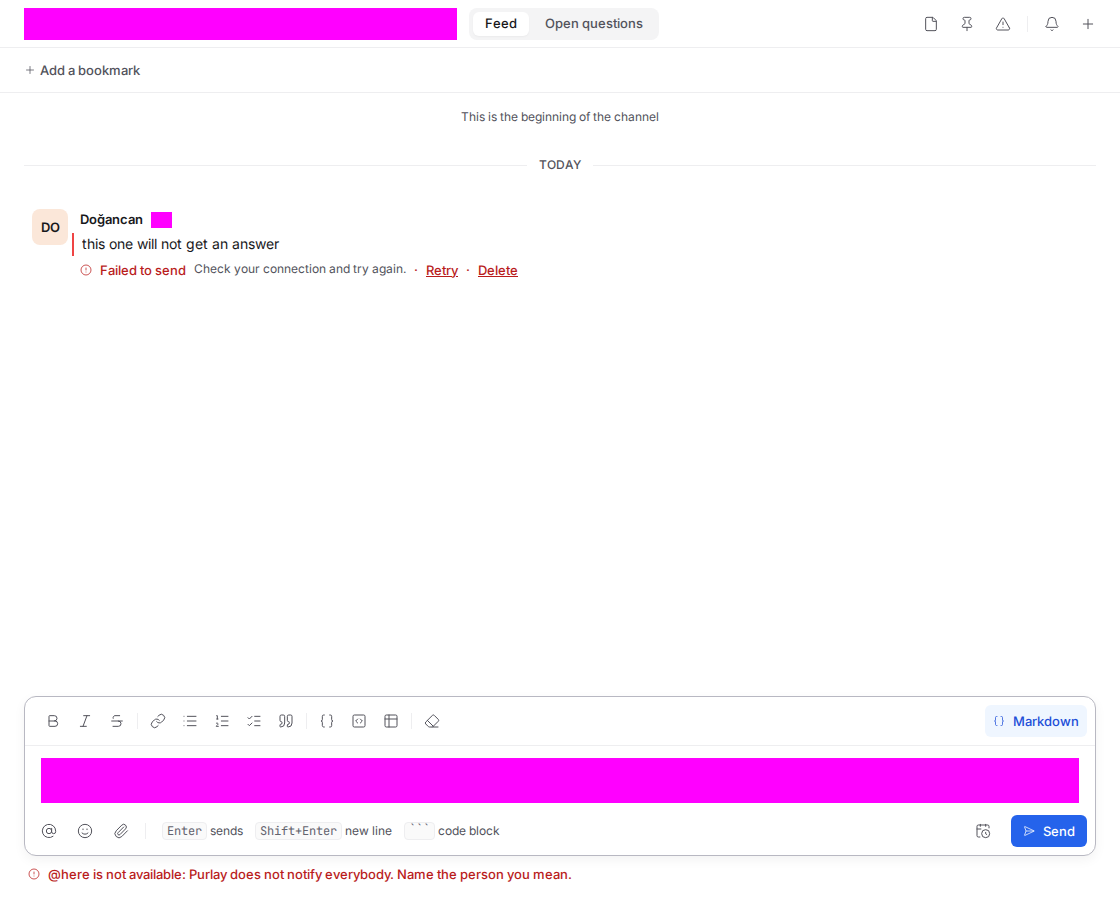 Feed Open questions
+ Add a bookmark
This is the beginning of the channel
TODAY
DO Doğancan
this one will not get an answer
Failed to send Check your connection and try again. · Retry · Delete
Markdown
Enter sends Shift+Enter new line ``` code block Send
@here is not available: Purlay does not notify everybody. Name the person you mean.